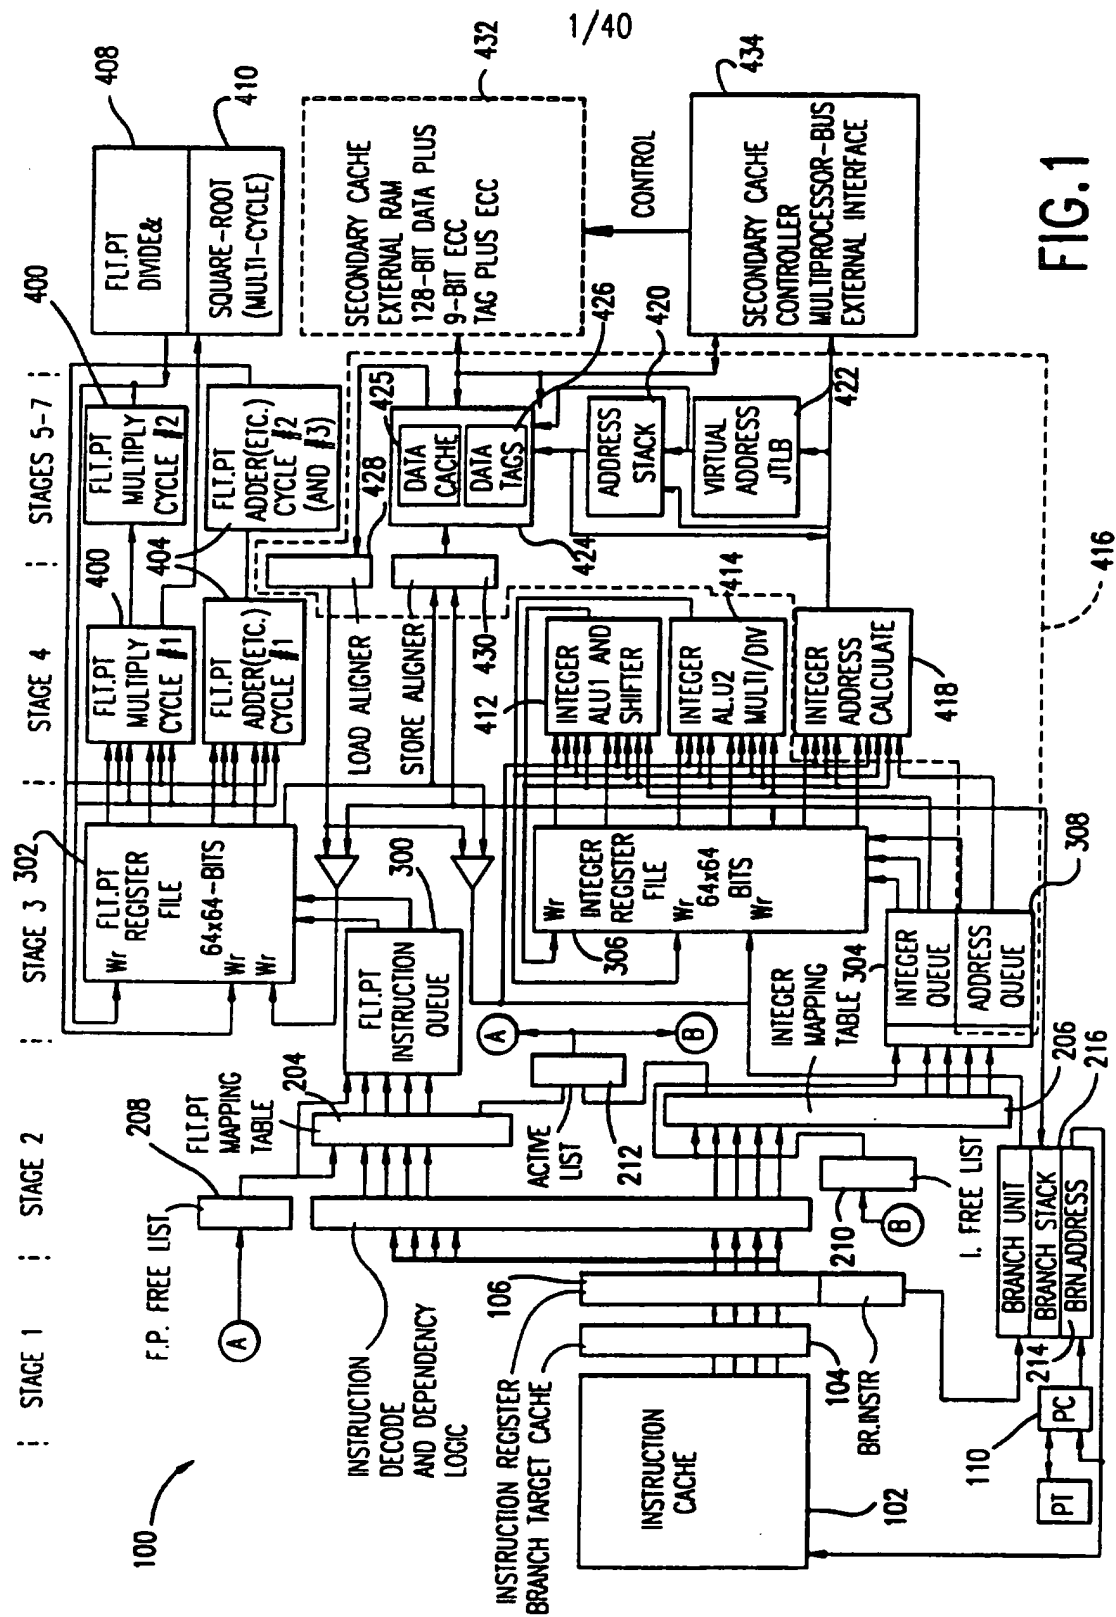 1/40
100
STAGE 1
STAGE 2
STAGE 3
STAGE 4
STAGES 5-7
F.P. FREE LIST
208
A
FLT.PT
MAPPING
TABLE
204
302
FLT.PT
REGISTER
FILE
64x64-BITS
Wr
Wr
Wr
FLT.PT
INSTRUCTION
QUEUE
300
400
FLT.PT
MULTIPLY
CYCLE #1
FLT.PT
ADDER(ETC.)
CYCLE #1
404
400
FLT.PT
MULTIPLY
CYCLE #2
FLT.PT
ADDER(ETC.)
CYCLE #2
(AND #3)
FLT.PT
DIVIDE&
408
SQUARE-ROOT
(MULTI-CYCLE)
410
LOAD ALIGNER
428
STORE ALIGNER
430
425
DATA
CACHE
DATA
TAGS
426
424
SECONDARY CACHE
EXTERNAL RAM
128-BIT DATA PLUS
9-BIT ECC
TAG PLUS ECC
432
CONTROL
SECONDARY CACHE
CONTROLLER
MULTIPROCESSOR-BUS
EXTERNAL INTERFACE
434
ADDRESS
STACK
420
VIRTUAL
ADDRESS
JTLB
422
INSTRUCTION
DECODE
AND DEPENDENCY
LOGIC
INSTRUCTION REGISTER
106
BRANCH TARGET CACHE
104
INSTRUCTION
CACHE
102
BR.INSTR
ACTIVE
LIST
212
A
B
INTEGER
MAPPING
TABLE
206
210
B
I. FREE LIST
Wr
INTEGER
REGISTER
FILE
Wr
64x64
BITS
Wr
306
304
INTEGER
QUEUE
ADDRESS
QUEUE
308
412
INTEGER
ALU1 AND
SHIFTER
INTEGER
AL.U2
MULTI/DIV
414
INTEGER
ADDRESS
CALCULATE
418
416
BRANCH UNIT
BRANCH STACK
BRN.ADDRESS
216
214
110
PC
PT
FIG.1